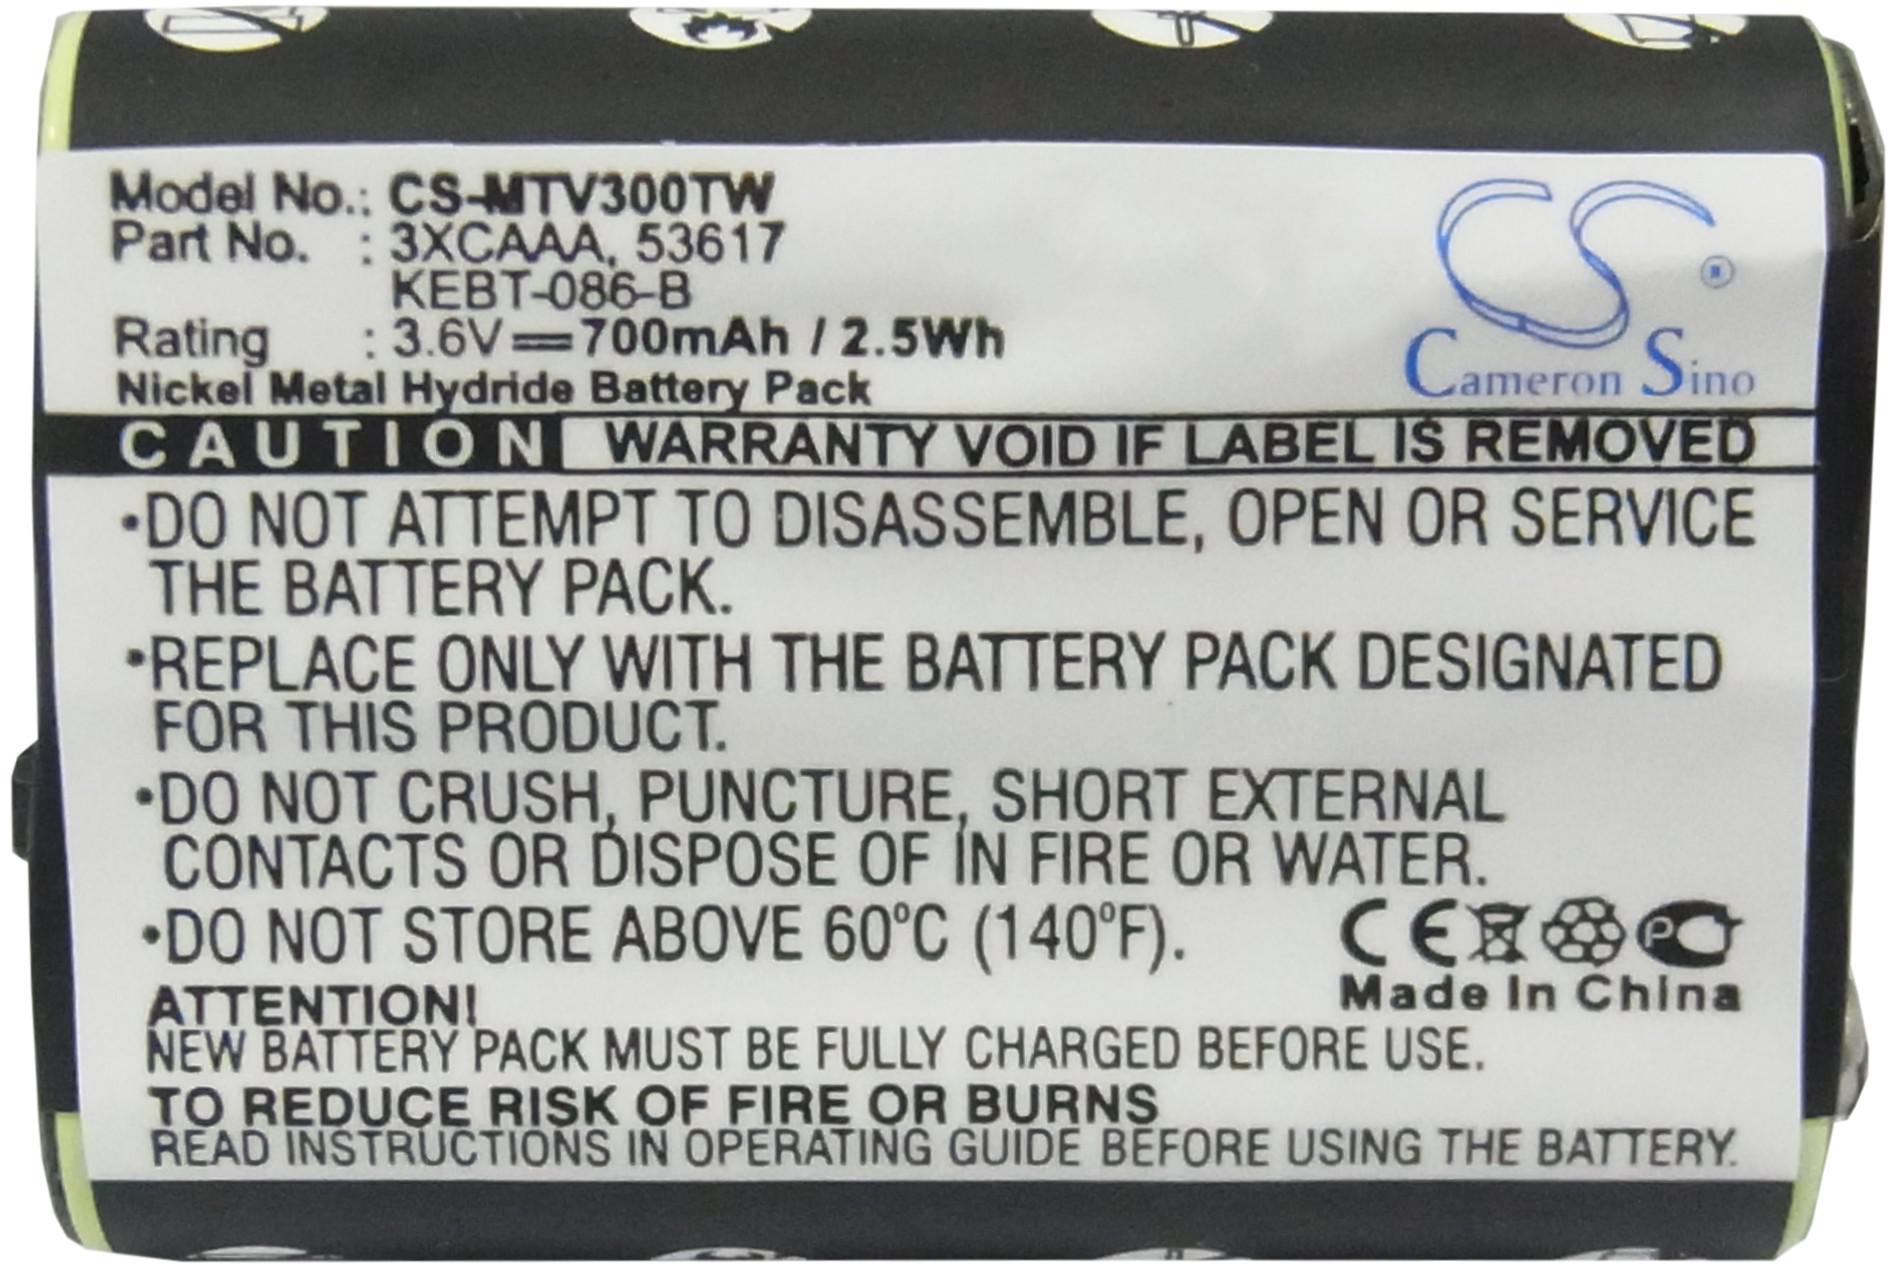 Model No.: CS-MTV300TW
Part No. : 3XCAAA, 53617
KEBT-086-B
Rating : 3.6V⎓700mAh / 2.5Wh
Nickel Metal Hydride Battery Pack
CS ®
Cameron Sino
CAUTION WARRANTY VOID IF LABEL IS REMOVED
•DO NOT ATTEMPT TO DISASSEMBLE, OPEN OR SERVICE
THE BATTERY PACK.
•REPLACE ONLY WITH THE BATTERY PACK DESIGNATED
FOR THIS PRODUCT.
•DO NOT CRUSH, PUNCTURE, SHORT EXTERNAL
CONTACTS OR DISPOSE OF IN FIRE OR WATER.
•DO NOT STORE ABOVE 60°C (140°F).
CE PC
Made In China
ATTENTION!
NEW BATTERY PACK MUST BE FULLY CHARGED BEFORE USE.
TO REDUCE RISK OF FIRE OR BURNS
READ INSTRUCTIONS IN OPERATING GUIDE BEFORE USING THE BATTERY.